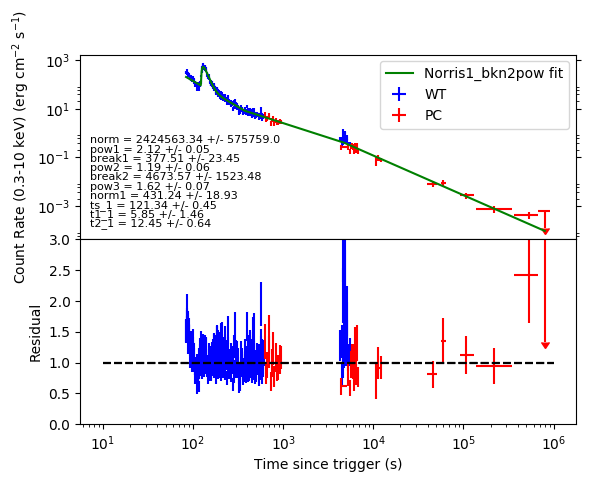 10³
10¹
10⁻¹
10⁻³
Count Rate (0.3-10 keV) (erg cm⁻² s⁻¹)
Norris1_bkn2pow fit
WT
PC
norm = 2424563.34 +/- 575759.0
pow1 = 2.12 +/- 0.05
break1 = 377.51 +/- 23.45
pow2 = 1.19 +/- 0.06
break2 = 4673.57 +/- 1523.48
pow3 = 1.62 +/- 0.07
norm1 = 431.24 +/- 18.93
ts_1 = 121.34 +/- 0.45
t1_1 = 5.85 +/- 1.46
t2_1 = 12.45 +/- 0.64
3.0
2.5
2.0
1.5
1.0
0.5
0.0
Residual
10¹ 10² 10³ 10⁴ 10⁵ 10⁶
Time since trigger (s)